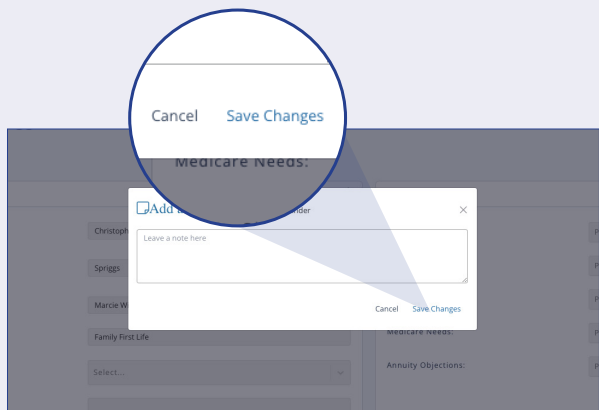 Cancel Save Changes
Medicare Needs:
Add
Christoph
Leave a note here
Spriggs
Marcie W
Cancel Save Changes
Family First Life
Medicare Needs:
Select...
Annuity Objections: